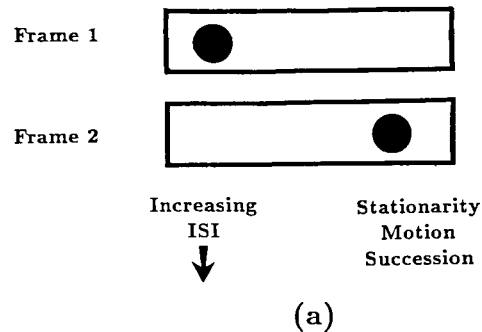 Frame 1
Frame 2
Increasing
ISI
Stationarity
Motion
Succession
(a)